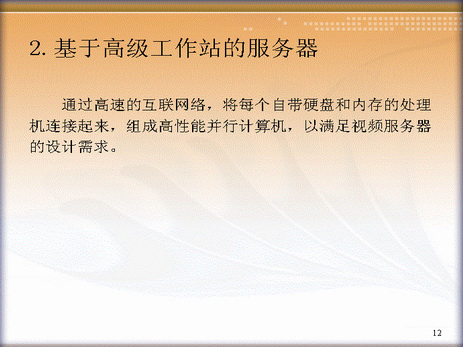 2. 基于高级工作站的服务器
通过高速的互联网络，将每个自带硬盘和内存的处理
机连接起来，组成高性能并行计算机，以满足视频服务器
的设计需求。
12